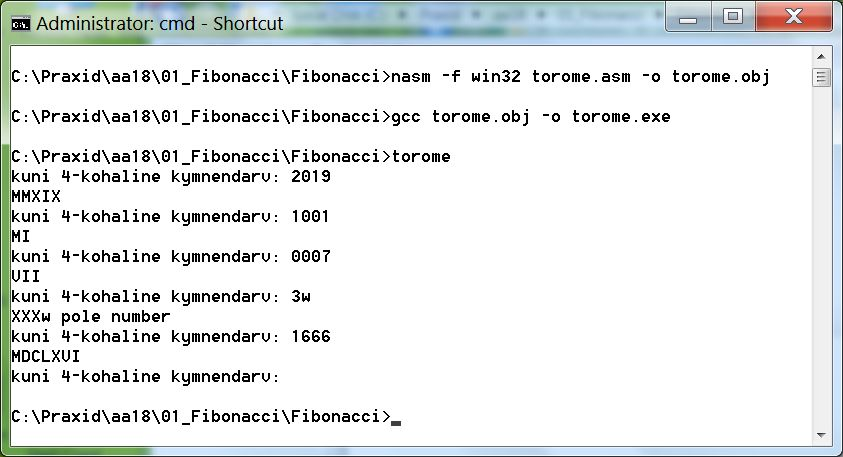 Administrator: cmd - Shortcut
C:\Praxid\aa18\01_Fibonacci\Fibonacci>nasm -f win32 torome.asm -o torome.obj
C:\Praxid\aa18\01_Fibonacci\Fibonacci>gcc torome.obj -o torome.exe
C:\Praxid\aa18\01_Fibonacci\Fibonacci>torome
kuni 4-kohaline kymnendarv: 2019
MMXIX
kuni 4-kohaline kymnendarv: 1001
MI
kuni 4-kohaline kymnendarv: 0007
VII
kuni 4-kohaline kymnendarv: 3w
XXXw pole number
kuni 4-kohaline kymnendarv: 1666
MDCLXVI
kuni 4-kohaline kymnendarv:
C:\Praxid\aa18\01_Fibonacci\Fibonacci>